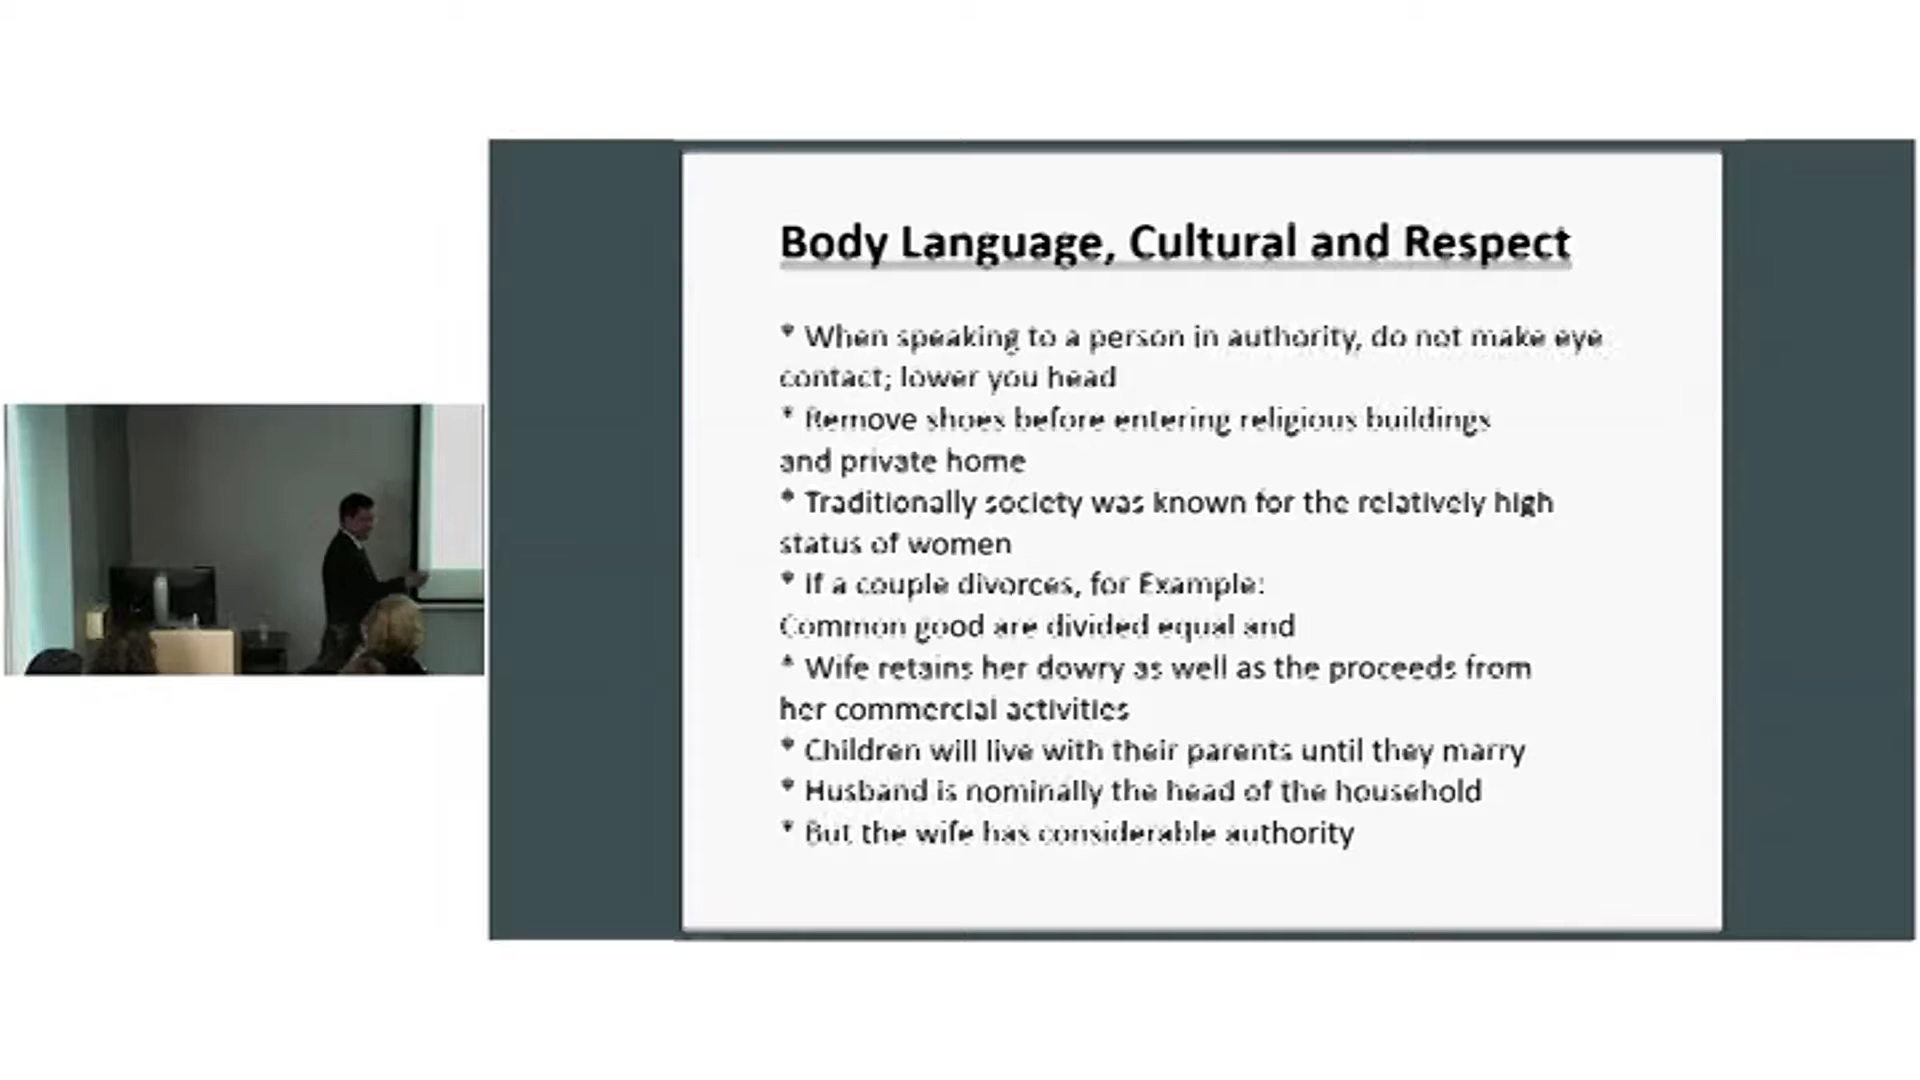 Body Language, Cultural and Respect
* When speaking to a person in authority, do not make eye
contact; lower you head
* Remove shoes before entering religious buildings
and private home
* Traditionally society was known for the relatively high
status of women
* If a couple divorces, for Example:
Common good are divided equal and
* Wife retains her dowry as well as the proceeds from
her commercial activities
* Children will live with their parents until they marry
* Husband is nominally the head of the household
* But the wife has considerable authority